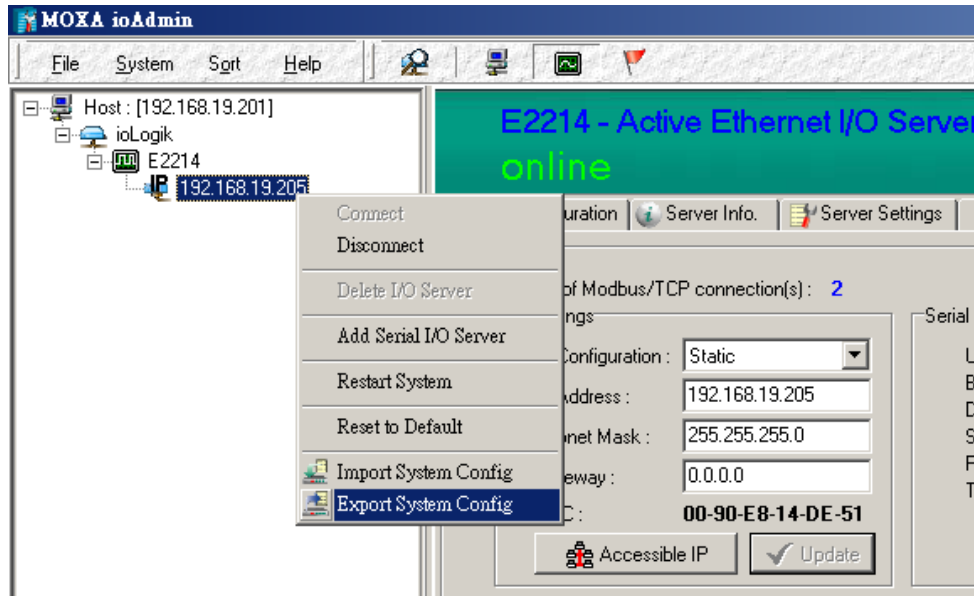 MOXA ioAdmin
File System Sort Help
Host : [192.168.19.201]
ioLogik
E2214
192.168.19.205
Connect
Disconnect
Delete I/O Server
Add Serial I/O Server
Restart System
Reset to Default
Import System Config
Export System Config
E2214 - Active Ethernet I/O Server
online
uration Server Info. Server Settings
of Modbus/TCP connection(s) : 2
ngs
Configuration : Static
Address : 192.168.19.205
net Mask : 255.255.255.0
eway : 0.0.0.0
C : 00-90-E8-14-DE-51
Accessible IP Update
Serial
U
B
D
S
F
T